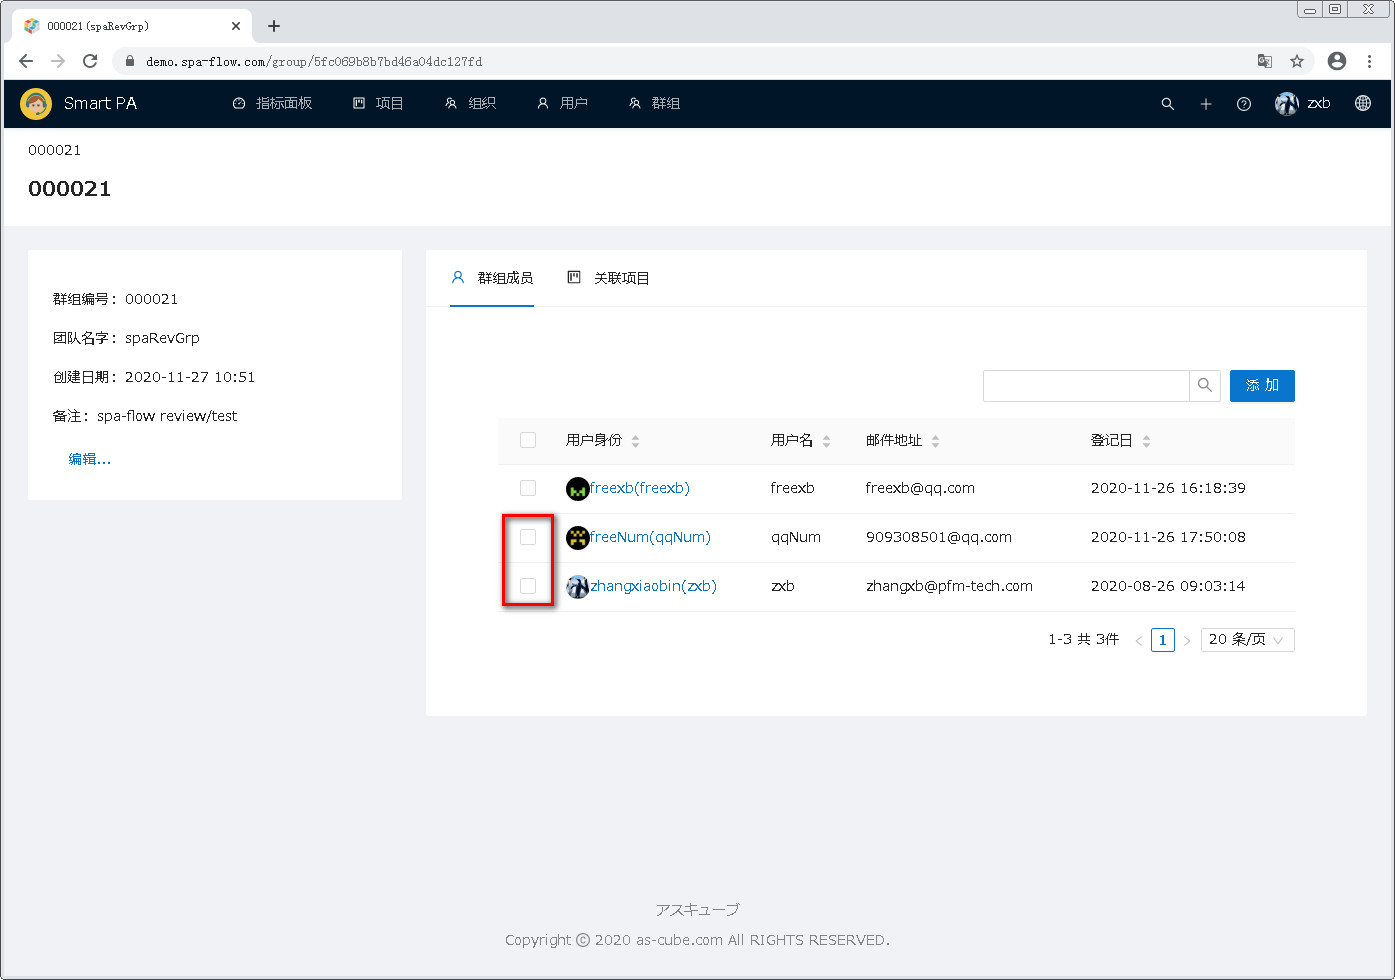 000021(spaRevGrp)
demo.spa-flow.com/group/5fc069b8b7bd46a04dc127fd
Smart PA 指标面板 项目 组织 用户 群组 zxb
000021
000021
群组编号：000021
团队名字：spaRevGrp
创建日期：2020-11-27 10:51
备注：spa-flow review/test
编辑...
群组成员 关联项目
添 加
用户身份 用户名 邮件地址 登记日
freexb(freexb) freexb freexb@qq.com 2020-11-26 16:18:39
freeNum(qqNum) qqNum 909308501@qq.com 2020-11-26 17:50:08
zhangxiaobin(zxb) zxb zhangxb@pfm-tech.com 2020-08-26 09:03:14
1-3 共 3件 < 1 > 20 条/页
アスキューブ
Copyright © 2020 as-cube.com All RIGHTS RESERVED.